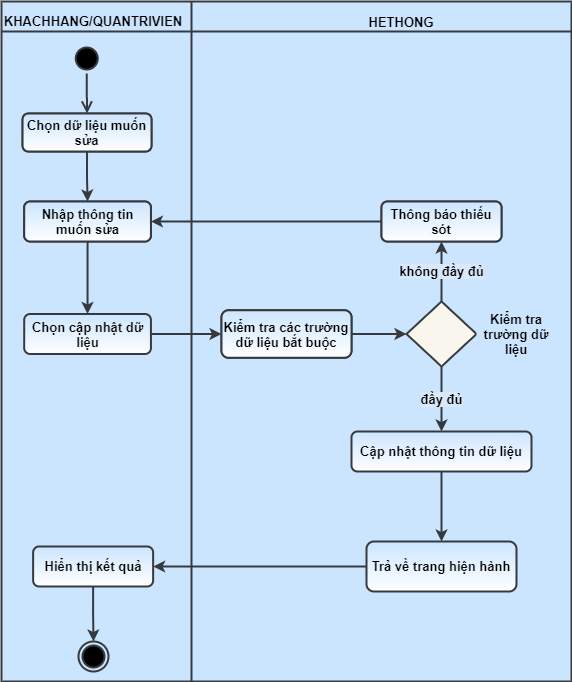 KHACHHANG/QUANTRIVIEN
HETHONG
Chọn dữ liệu muốn
sửa
Nhập thông tin
muốn sửa
Thông báo thiếu
sót
không đầy đủ
Chọn cập nhật dữ
liệu
Kiểm tra các trường
dữ liệu bắt buộc
Kiểm tra
trường dữ
liệu
đầy đủ
Cập nhật thông tin dữ liệu
Hiển thị kết quả
Trả về trang hiện hành